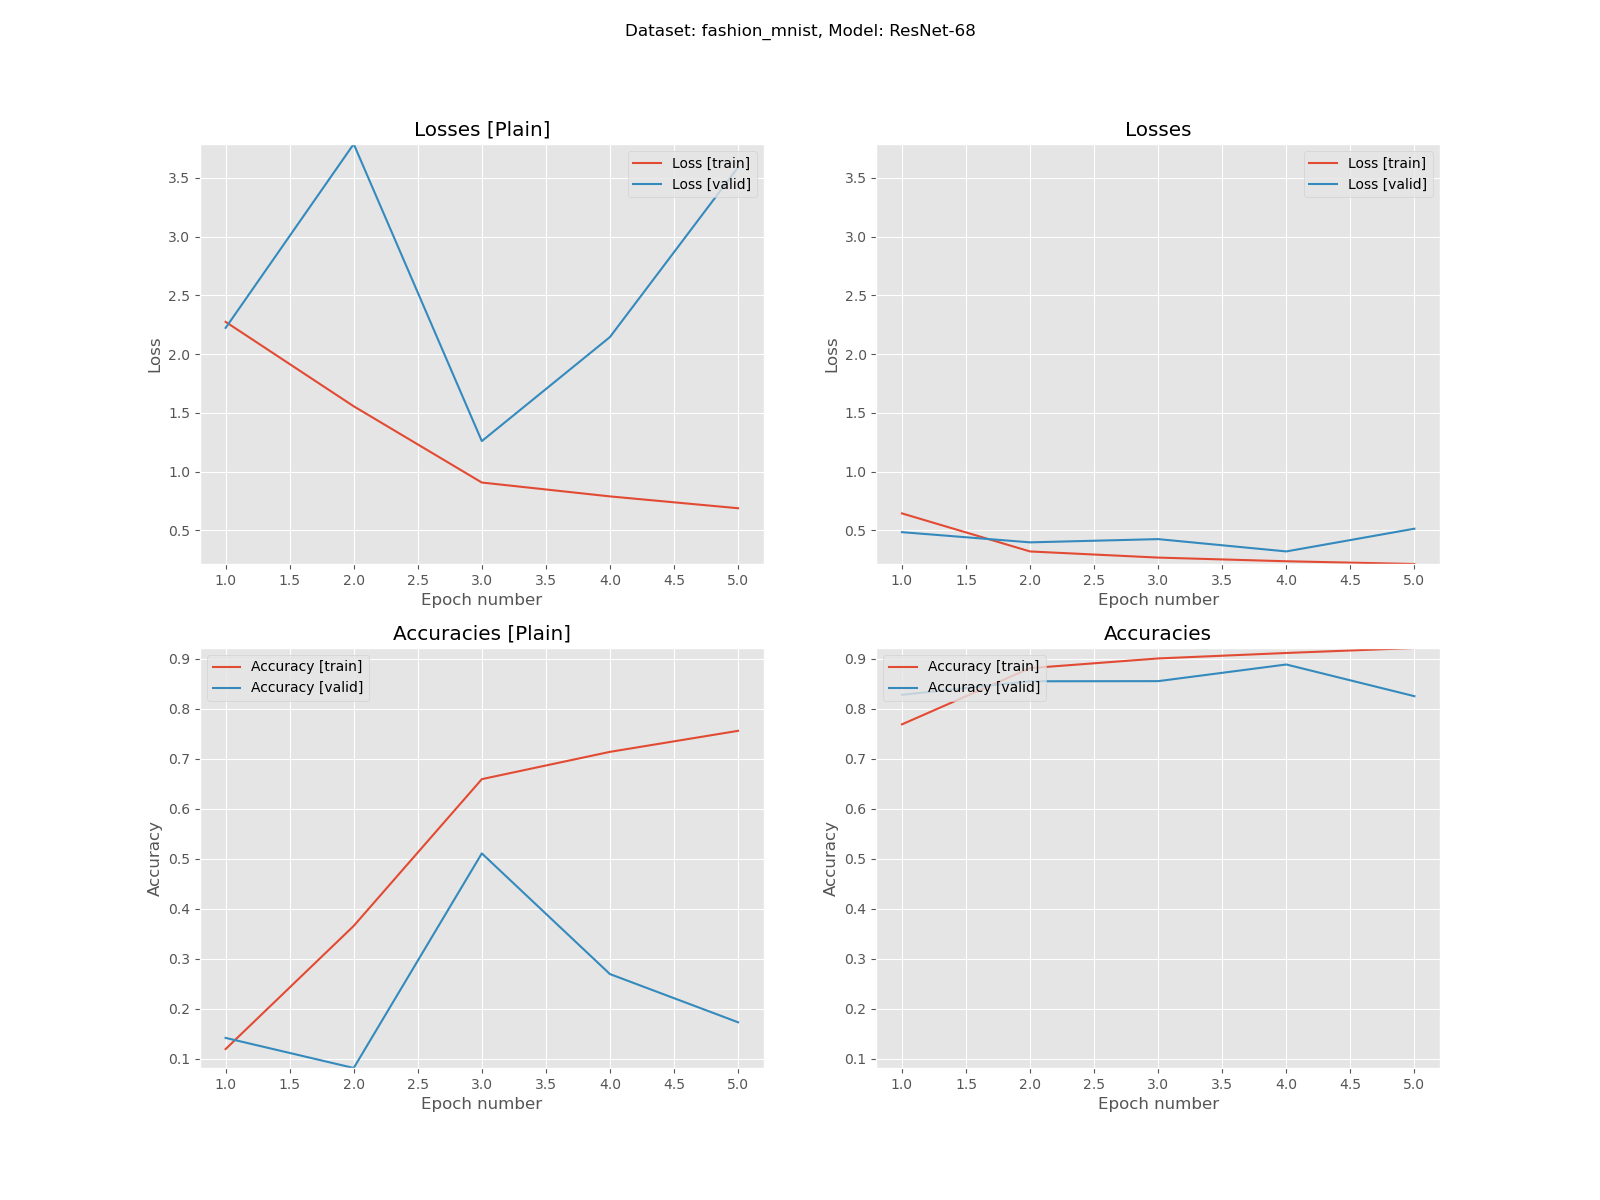 Dataset: fashion_mnist, Model: ResNet-68
Losses [Plain]
Loss [train]
Loss [valid]
3.5
3.0
2.5
2.0
1.5
1.0
0.5
Loss
1.0 1.5 2.0 2.5 3.0 3.5 4.0 4.5 5.0
Epoch number
Losses
Loss [train]
Loss [valid]
3.5
3.0
2.5
2.0
1.5
1.0
0.5
Loss
1.0 1.5 2.0 2.5 3.0 3.5 4.0 4.5 5.0
Epoch number
Accuracies [Plain]
Accuracy [train]
Accuracy [valid]
0.9
0.8
0.7
0.6
0.5
0.4
0.3
0.2
0.1
Accuracy
1.0 1.5 2.0 2.5 3.0 3.5 4.0 4.5 5.0
Epoch number
Accuracies
Accuracy [train]
Accuracy [valid]
0.9
0.8
0.7
0.6
0.5
0.4
0.3
0.2
0.1
Accuracy
1.0 1.5 2.0 2.5 3.0 3.5 4.0 4.5 5.0
Epoch number